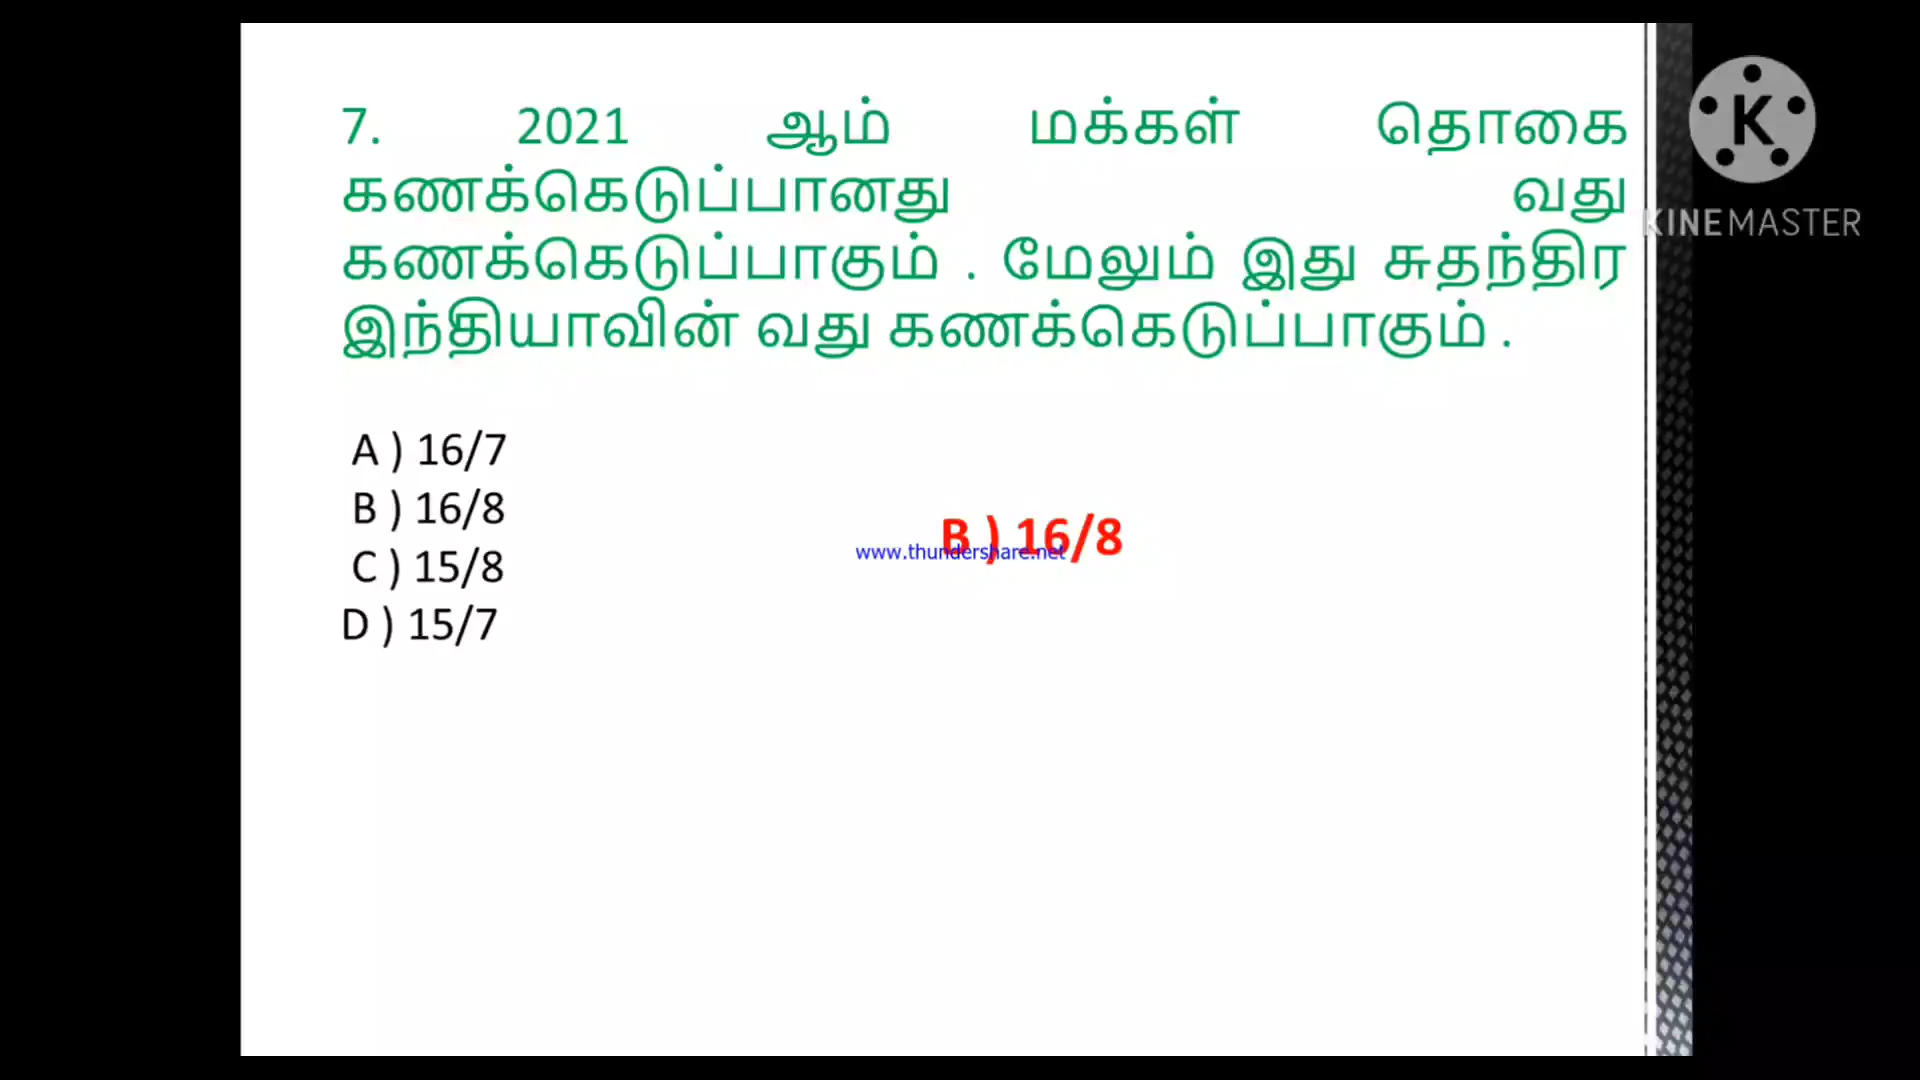 7. 2021 ஆம் மக்கள் தொகை
கணக்கெடுப்பானது வது
கணக்கெடுப்பாகும் . மேலும் இது சுதந்திர
இந்தியாவின் வது கணக்கெடுப்பாகும் .
A ) 16/7
B ) 16/8
C ) 15/8
D ) 15/7
B ) 16/8
www.thundershare.net
K
KINEMASTER